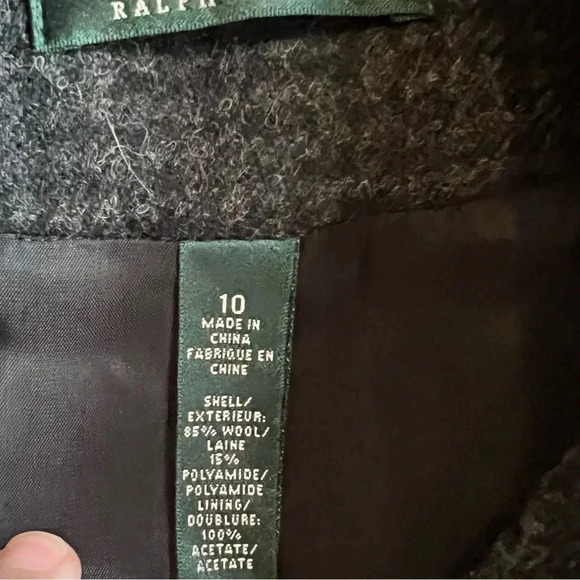 RALPH
10
MADE IN
CHINA
FABRIQUE EN
CHINE
SHELL/
EXTERIEUR:
85% WOOL/
LAINE
15%
POLYAMIDE/
POLYAMIDE
LINING/
DOUBLURE:
100%
ACETATE/
ACETATE